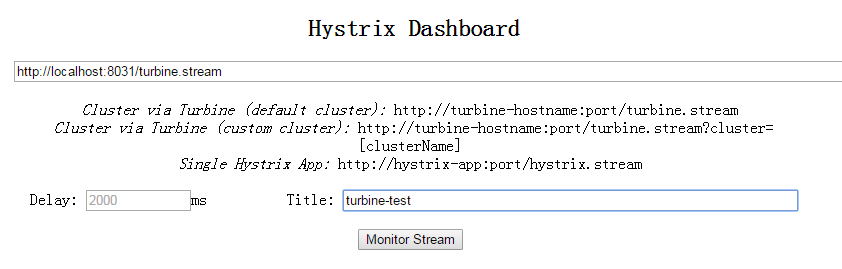 Hystrix Dashboard
http://localhost:8031/turbine.stream
Cluster via Turbine (default cluster): http://turbine-hostname:port/turbine.stream
Cluster via Turbine (custom cluster): http://turbine-hostname:port/turbine.stream?cluster=
[clusterName]
Single Hystrix App: http://hystrix-app:port/hystrix.stream
Delay: 2000 ms Title: turbine-test
Monitor Stream